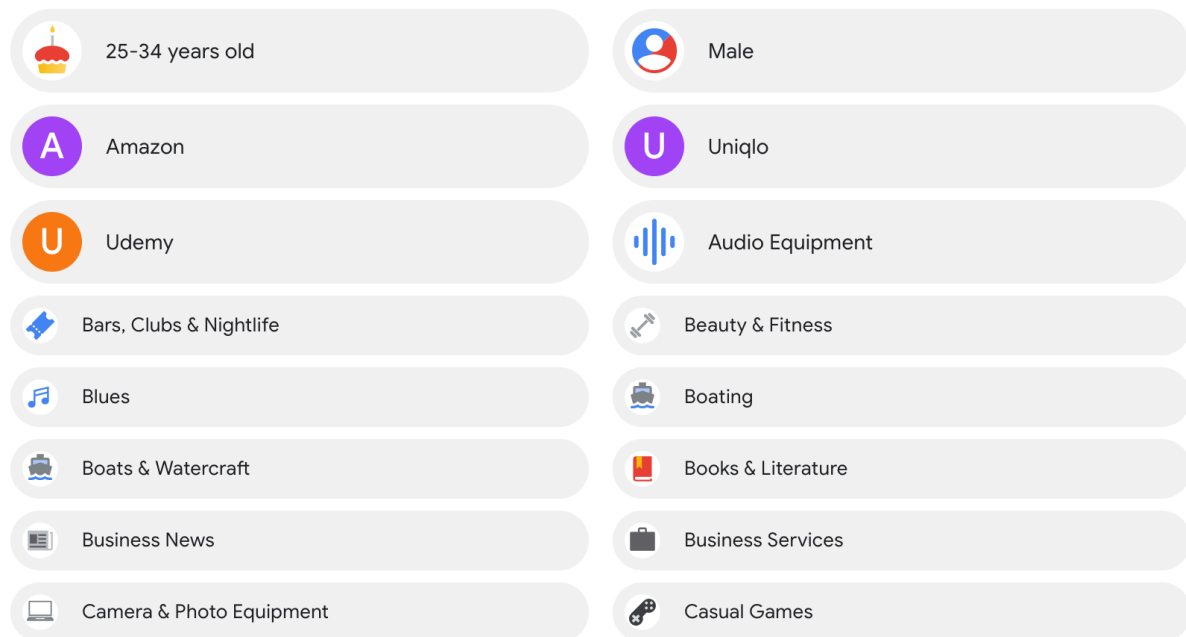 25-34 years old
Male
A
Amazon
U
Uniqlo
U
Udemy
Audio Equipment
Bars, Clubs & Nightlife
Beauty & Fitness
Blues
Boating
Boats & Watercraft
Books & Literature
Business News
Business Services
Camera & Photo Equipment
Casual Games